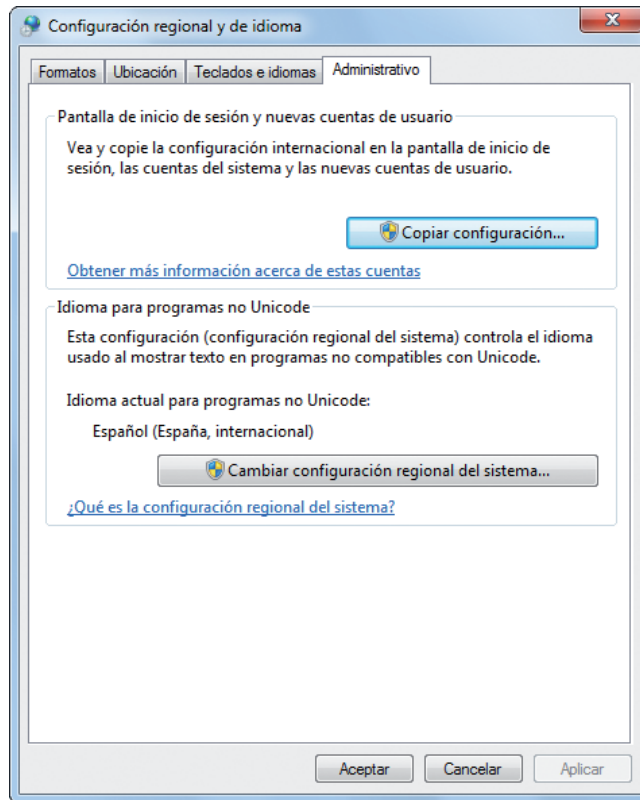 Configuración regional y de idioma
Formatos Ubicación Teclados e idiomas Administrativo
Pantalla de inicio de sesión y nuevas cuentas de usuario
Vea y copie la configuración internacional en la pantalla de inicio de
sesión, las cuentas del sistema y las nuevas cuentas de usuario.
Copiar configuración...
Obtener más información acerca de estas cuentas
Idioma para programas no Unicode
Esta configuración (configuración regional del sistema) controla el idioma
usado al mostrar texto en programas no compatibles con Unicode.
Idioma actual para programas no Unicode:
Español (España, internacional)
Cambiar configuración regional del sistema...
¿Qué es la configuración regional del sistema?
Aceptar Cancelar Aplicar